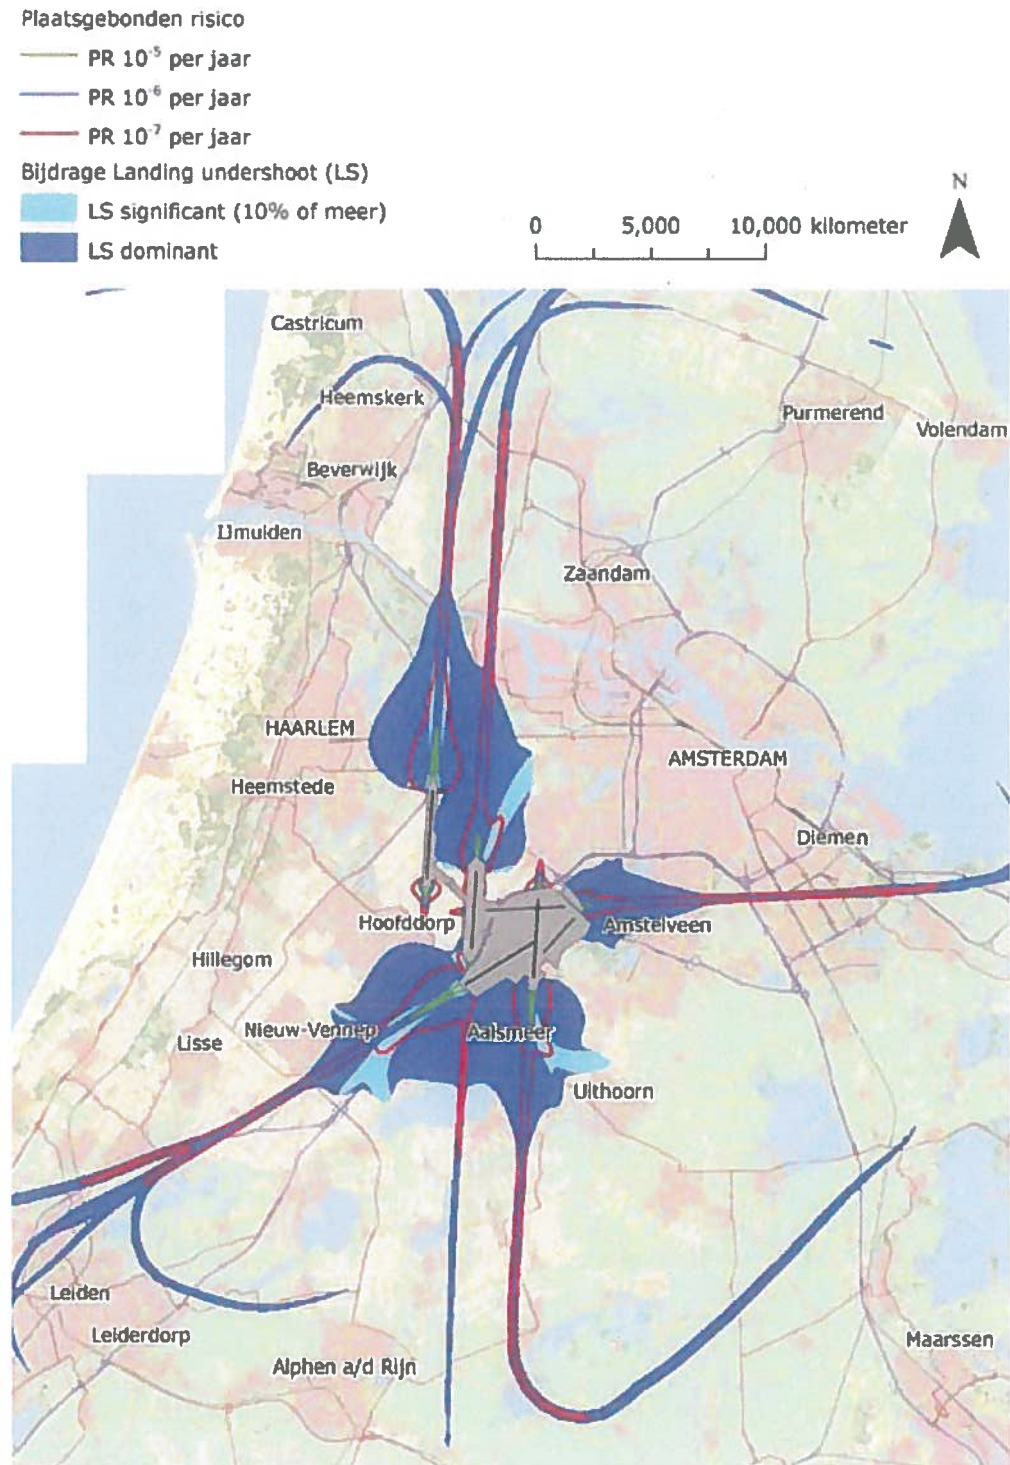 Plaatsgebonden risico
PR 10⁻⁵ per jaar
PR 10⁻⁶ per jaar
PR 10⁻⁷ per jaar
Bijdrage Landing undershoot (LS)
LS significant (10% of meer)
LS dominant
N
0 5,000 10,000 kilometer
Castricum
Heemskerk
Purmerend
Volendam
Beverwijk
IJmuiden
Zaandam
HAARLEM
AMSTERDAM
Heemstede
Diemen
Hoofddorp
Amstelveen
Hillegom
Nieuw-Vennep
Aalsmeer
Lisse
Uithoorn
Leiden
Leiderdorp
Maarssen
Alphen a/d Rijn